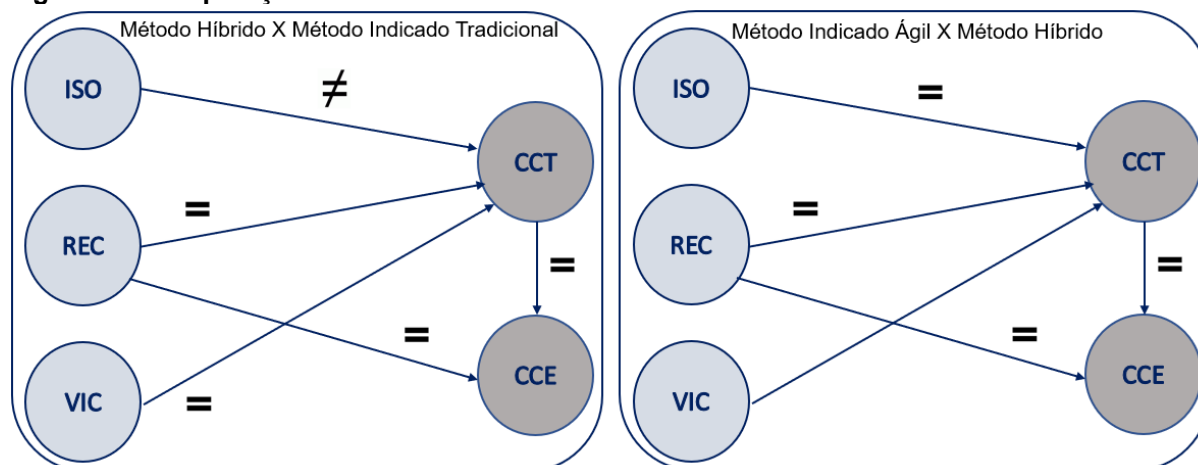 Método Híbrido X Método Indicado Tradicional
ISO
≠
CCT
=
REC
=
=
CCE
VIC
=
Método Indicado Ágil X Método Híbrido
ISO
=
CCT
=
REC
=
=
CCE
VIC